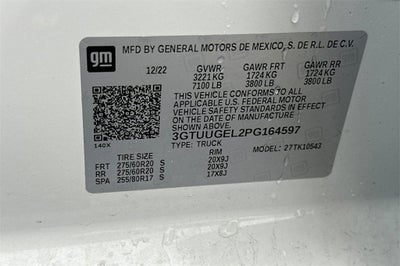 gm
MFD BY GENERAL MOTORS DE MEXICO, S. DE R.L. DE C.V.
12/22 GVWR GAWR FRT GAWR RR
3221 KG 1724 KG 1724 KG
7100 LB 3800 LB 3800 LB
THIS VEHICLE CONFORMS TO ALL
APPLICABLE U.S. FEDERAL MOTOR
VEHICLE SAFETY STANDARDS IN
EFFECT ON THE DATE OF MANUFACTURE
SHOWN ABOVE.
3GTUUGEL2PG164597
140X TYPE: TRUCK MODEL: 27TK10543
TIRE SIZE RIM
FRT 275/60R20 S 20X9J
RR 275/60R20 S 20X9J
SPA 255/80R17 S 17X8J